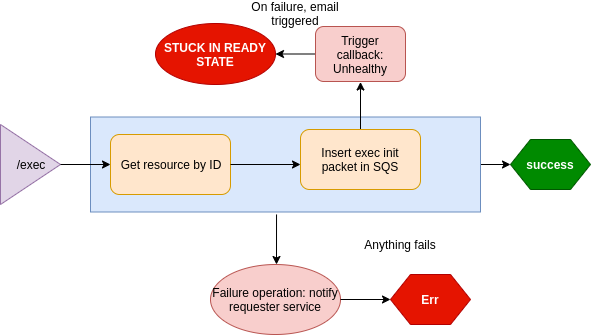 On failure, email
triggered
STUCK IN READY
STATE
Trigger
callback:
Unhealthy
/exec
Get resource by ID
Insert exec init
packet in SQS
success
Anything fails
Failure operation: notify
requester service
Err